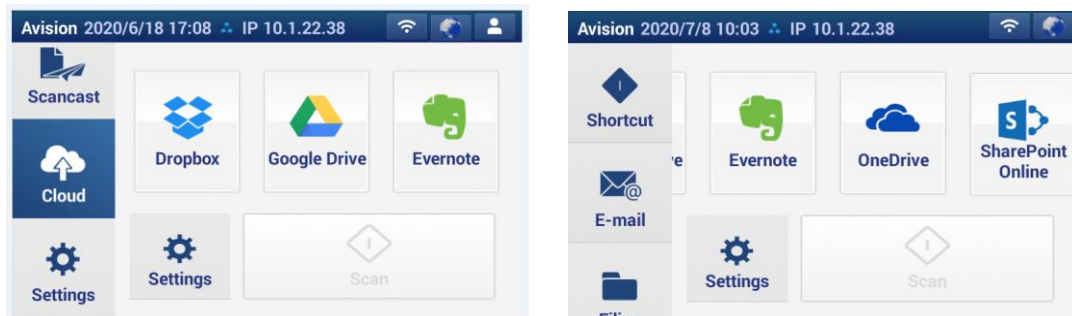 Avision 2020/6/18 17:08 IP 10.1.22.38
Scancast
Cloud
Settings
Dropbox
Google Drive
Evernote
Settings
Scan
Avision 2020/7/8 10:03 IP 10.1.22.38
Shortcut
E-mail
Evernote
OneDrive
SharePoint
Online
Settings
Scan